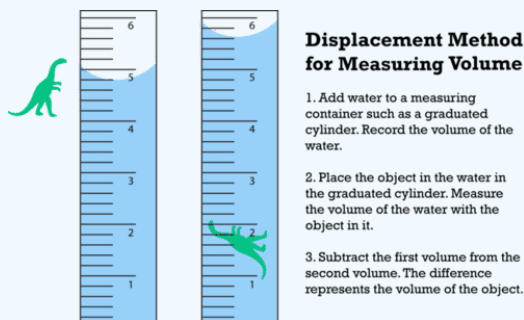 6
5
4
3
2
1
6
5
4
3
2
1
Displacement Method
for Measuring Volume
1. Add water to a measuring
container such as a graduated
cylinder. Record the volume of the
water.
2. Place the object in the water in
the graduated cylinder. Measure
the volume of the water with the
object in it.
3. Subtract the first volume from the
second volume. The difference
represents the volume of the object.